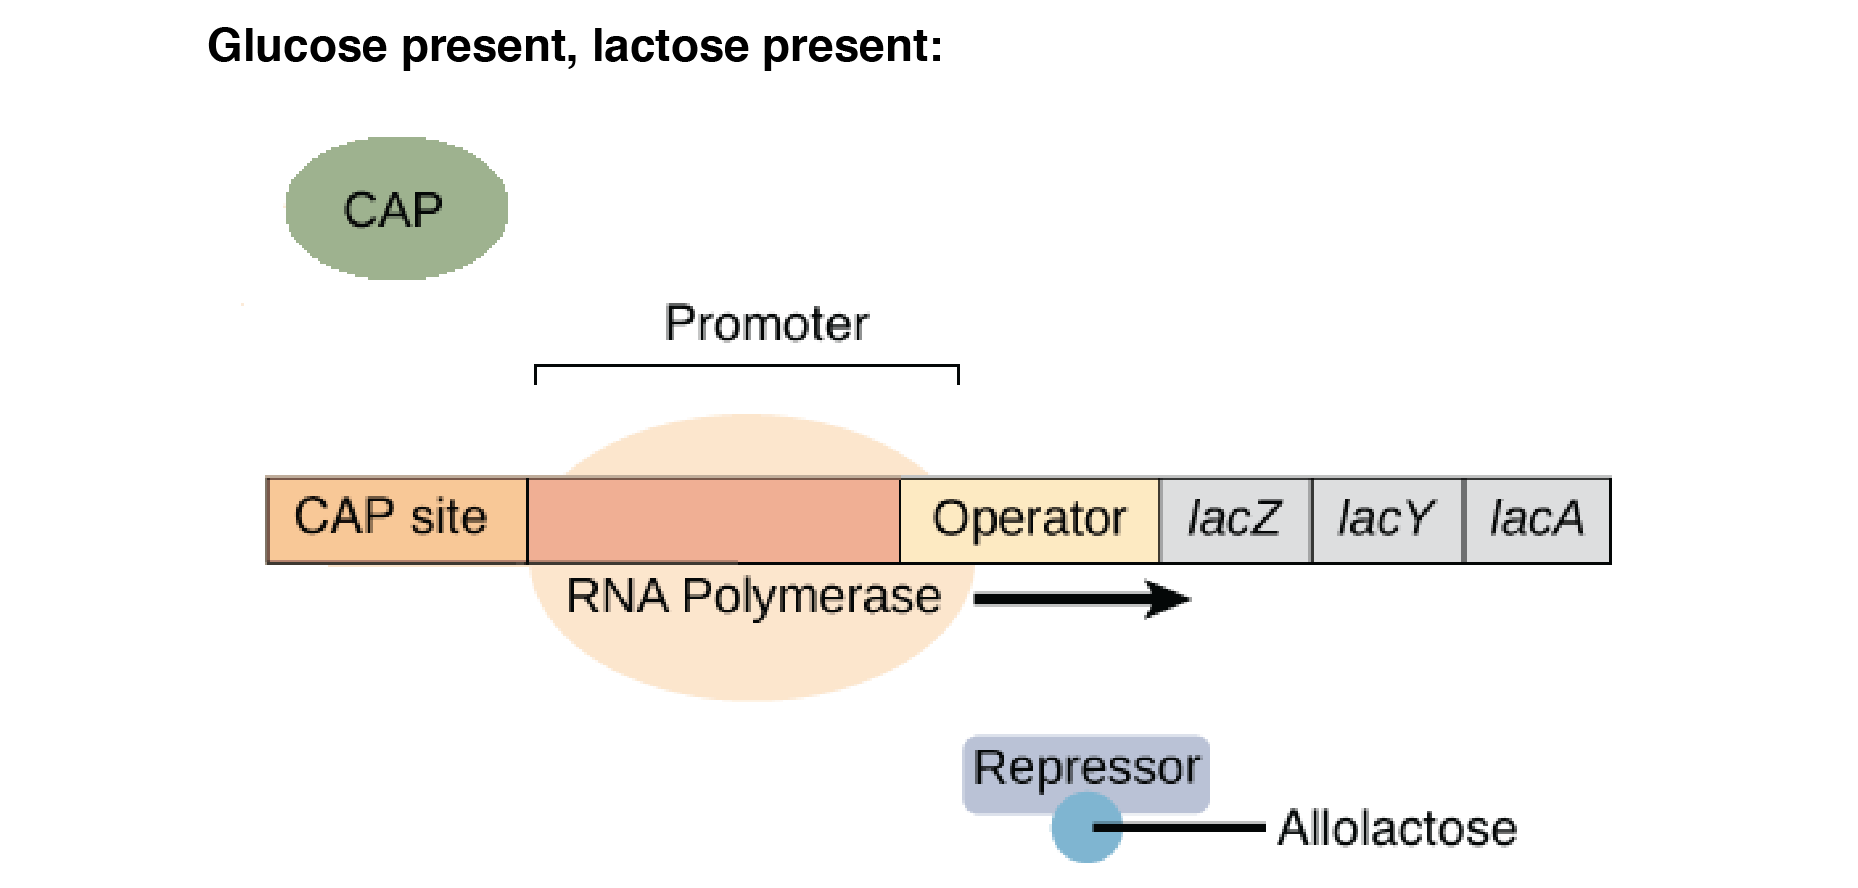 Glucose present, lactose present:
CAP
Promoter
CAP site
Operator
lacZ
lacY
lacA
RNA Polymerase
Repressor
Allolactose